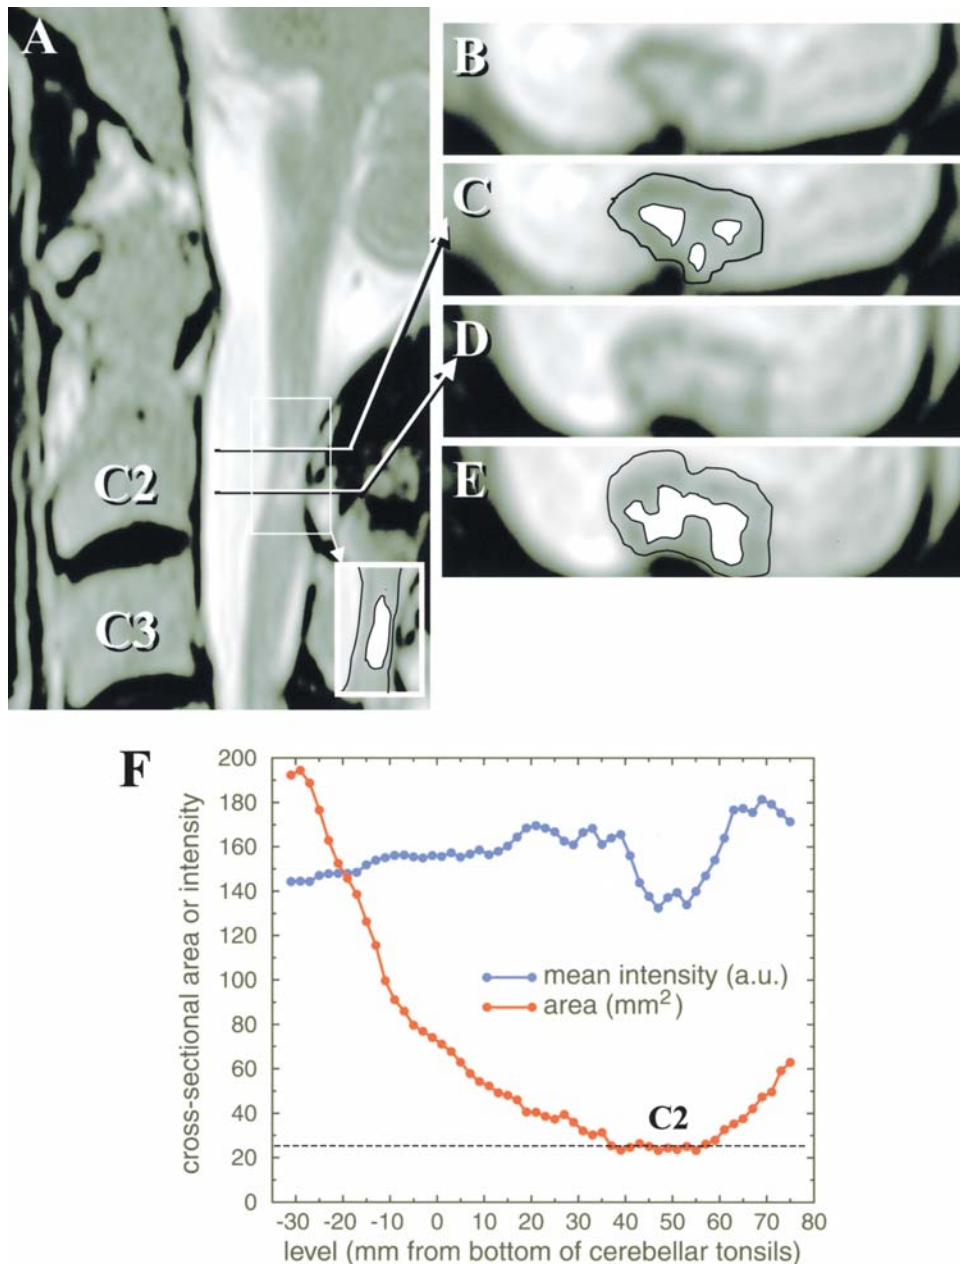 A
B
C
D
E
C2
C3
F
cross-sectional area or intensity
200
180
160
140
120
100
80
60
40
20
0
mean intensity (a.u.)
area (mm²)
C2
-30 -20 -10 0 10 20 30 40 50 60 70 80
level (mm from bottom of cerebellar tonsils)